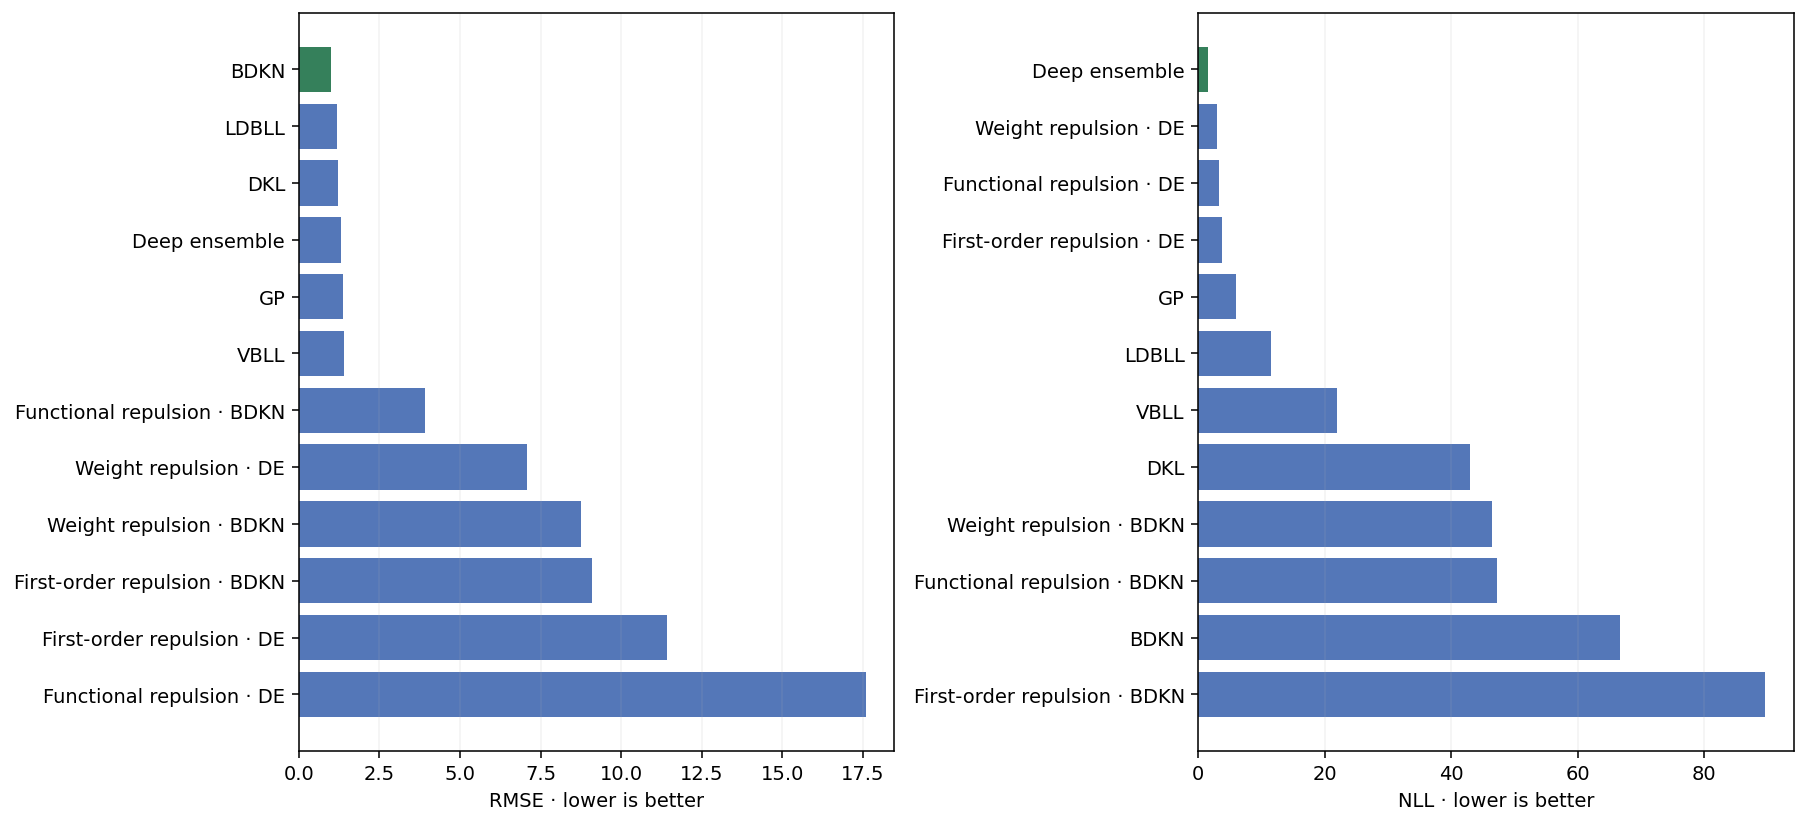 BDKN
LDBLL
DKL
Deep ensemble
GP
VBLL
Functional repulsion · BDKN
Weight repulsion · DE
Weight repulsion · BDKN
First-order repulsion · BDKN
First-order repulsion · DE
Functional repulsion · DE
0.0 2.5 5.0 7.5 10.0 12.5 15.0 17.5
RMSE · lower is better
Deep ensemble
Weight repulsion · DE
Functional repulsion · DE
First-order repulsion · DE
GP
LDBLL
VBLL
DKL
Weight repulsion · BDKN
Functional repulsion · BDKN
BDKN
First-order repulsion · BDKN
0 20 40 60 80
NLL · lower is better